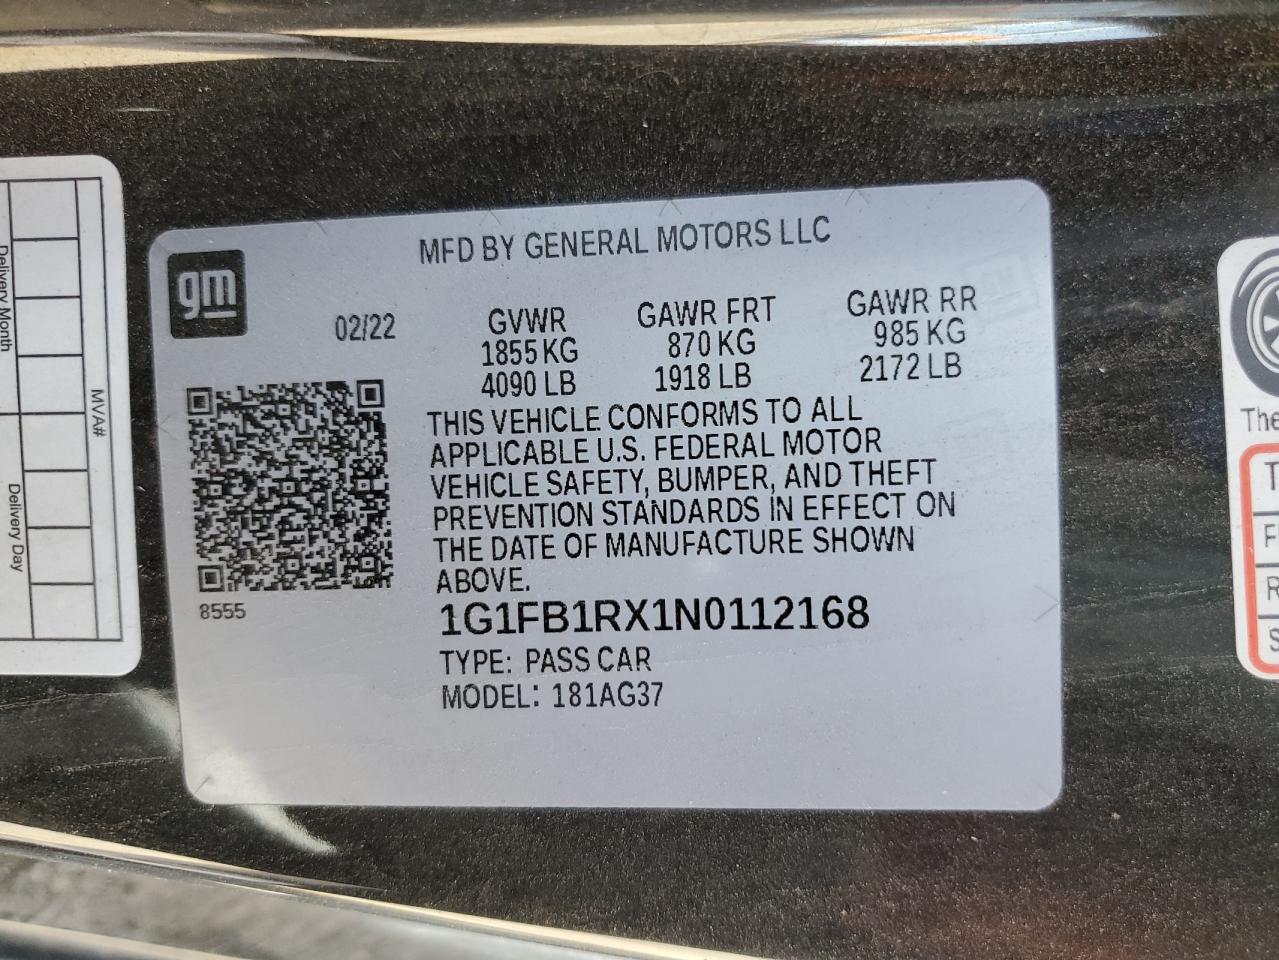 MVA#
Delivery Month
Delivery Day
gm
MFD BY GENERAL MOTORS LLC
02/22
GVWR
1855 KG
4090 LB
GAWR FRT
870 KG
1918 LB
GAWR RR
985 KG
2172 LB
THIS VEHICLE CONFORMS TO ALL
APPLICABLE U.S. FEDERAL MOTOR
VEHICLE SAFETY, BUMPER, AND THEFT
PREVENTION STANDARDS IN EFFECT ON
THE DATE OF MANUFACTURE SHOWN
ABOVE.
8555
1G1FB1RX1N0112168
TYPE: PASS CAR
MODEL: 181AG37
The
T
F
R
S